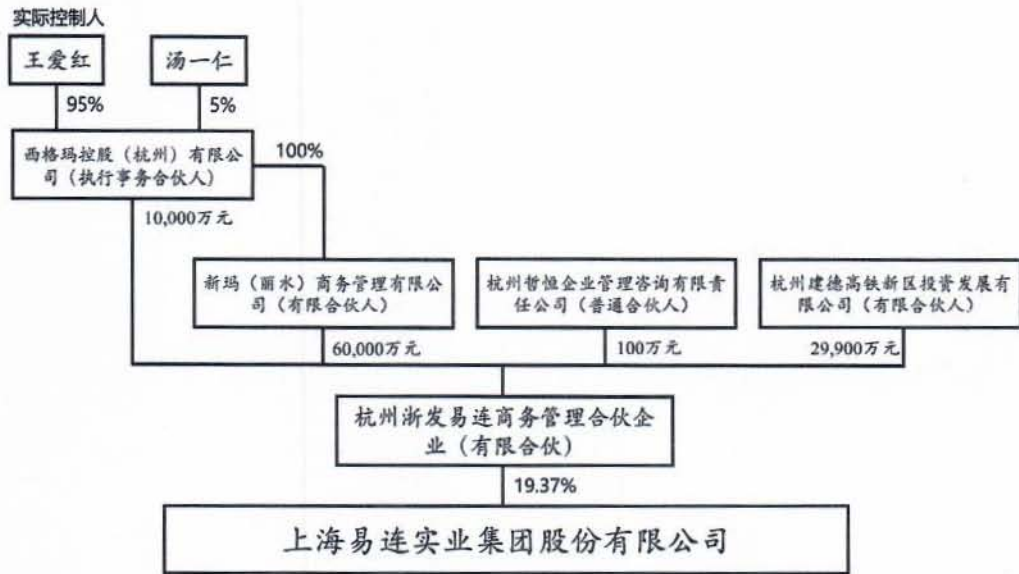 实际控制人
王爱红
汤一仁
95%
5%
西格玛控股（杭州）有限公
司（执行事务合伙人）
100%
10,000万元
新玛（丽水）商务管理有限公
司（有限合伙人）
杭州哲恒企业管理咨询有限责
任公司（普通合伙人）
杭州建德高铁新区投资发展有
限公司（有限合伙人）
60,000万元
100万元
29,900万元
杭州浙发易连商务管理合伙企
业（有限合伙）
19.37%
上海易连实业集团股份有限公司